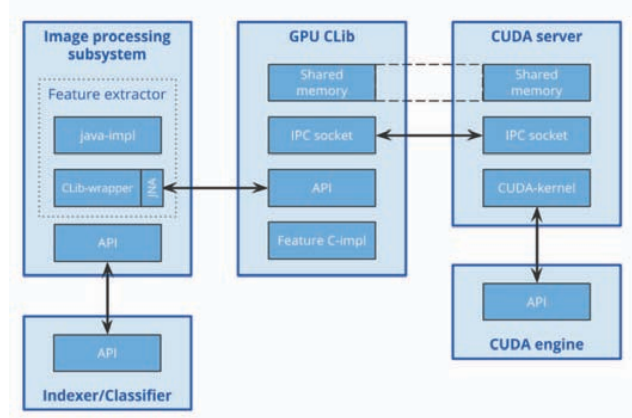 Image processing
subsystem
Feature extractor
java-impl
CLib-wrapper
JNA
API
API
Indexer/Classifier
GPU CLib
Shared
memory
IPC socket
API
Feature C-impl
CUDA server
Shared
memory
IPC socket
CUDA-kernel
API
CUDA engine